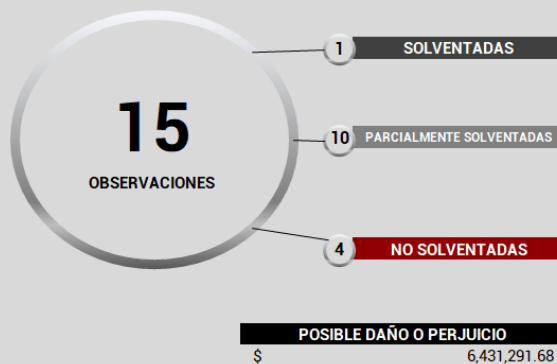 15
OBSERVACIONES
1 SOLVENTADAS
10 PARCIALMENTE SOLVENTADAS
4 NO SOLVENTADAS
POSIBLE DAÑO O PERJUICIO
$ 6,431,291.68